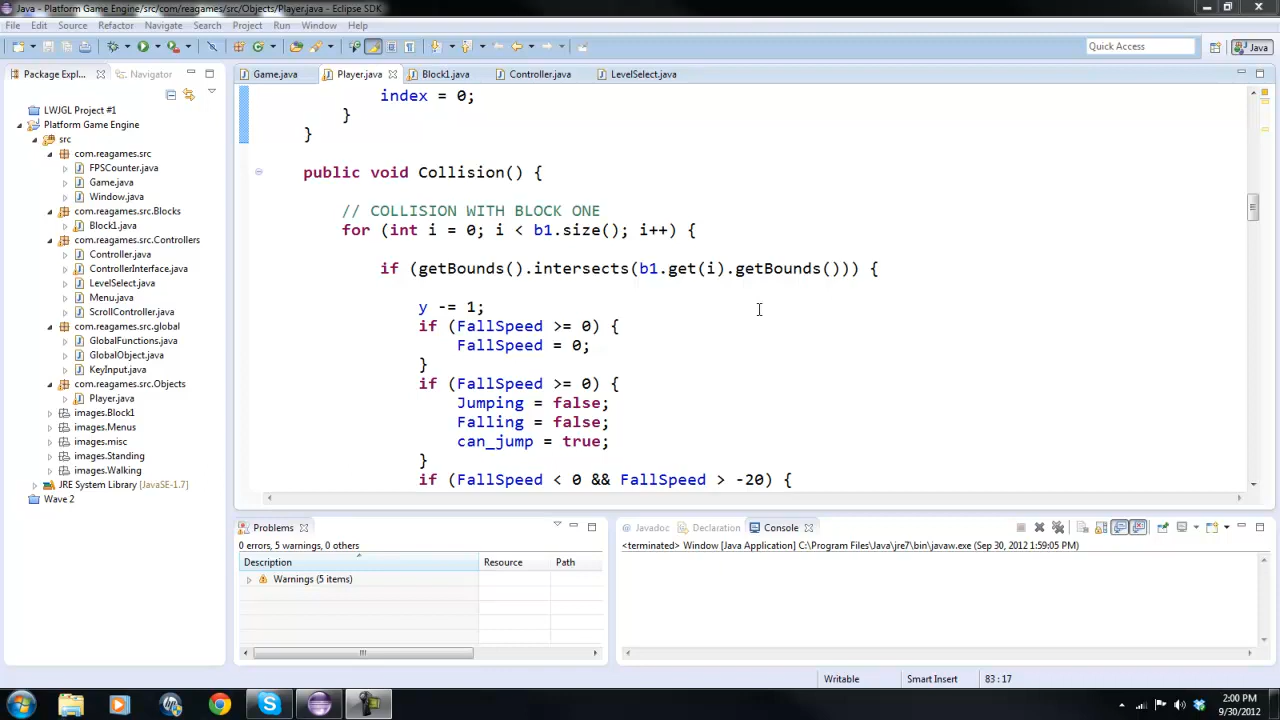 Java - Platform Game Engine/src/com/reagames/src/Objects/Player.java - Eclipse SDK
File Edit Source Refactor Navigate Search Project Run Window Help
Quick Access
Java
Package Expl...
Navigator
LWJGL Project #1
Platform Game Engine
src
com.reagames.src
FPSCounter.java
Game.java
Window.java
com.reagames.src.Blocks
Block1.java
com.reagames.src.Controllers
Controller.java
ControllerInterface.java
LevelSelect.java
Menu.java
ScrollController.java
com.reagames.src.global
GlobalFunctions.java
GlobalObject.java
KeyInput.java
com.reagames.src.Objects
Player.java
images.Block1
images.Menus
images.misc
images.Standing
images.Walking
JRE System Library [JavaSE-1.7]
Wave 2
Game.java Player.java Block1.java Controller.java LevelSelect.java
index = 0;
}
}
public void Collision() {
// COLLISION WITH BLOCK ONE
for (int i = 0; i < b1.size(); i++) {
if (getBounds().intersects(b1.get(i).getBounds())) {
y -= 1;
if (FallSpeed >= 0) {
FallSpeed = 0;
}
if (FallSpeed >= 0) {
Jumping = false;
Falling = false;
can_jump = true;
}
if (FallSpeed < 0 && FallSpeed > -20) {
Problems
0 errors, 5 warnings, 0 others
Description Resource Path
Warnings (5 items)
Javadoc Declaration Console
<terminated> Window [Java Application] C:\Program Files\Java\jre7\bin\javaw.exe (Sep 30, 2012 1:59:05 PM)
Writable Smart Insert 83 : 17
2:00 PM
9/30/2012